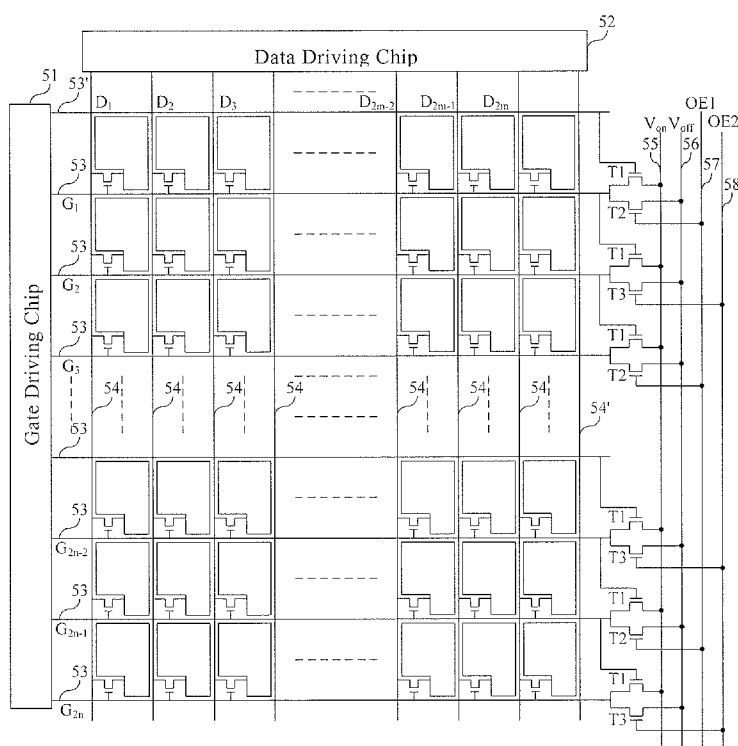 52
Data Driving Chip
51
53'
D1 D2 D3 D2m-2 D2m-1 D2m
OE1
Von Voff OE2
55 56
57
58
53
G1
T1
T2
53
G2
T1
T3
53
G3
T1
T2
Gate Driving Chip
54 54 54 54 54 54 54
54'
53
53
G2n-2
T1
T3
53
G2n-1
T1
T2
53
G2n
T1
T3